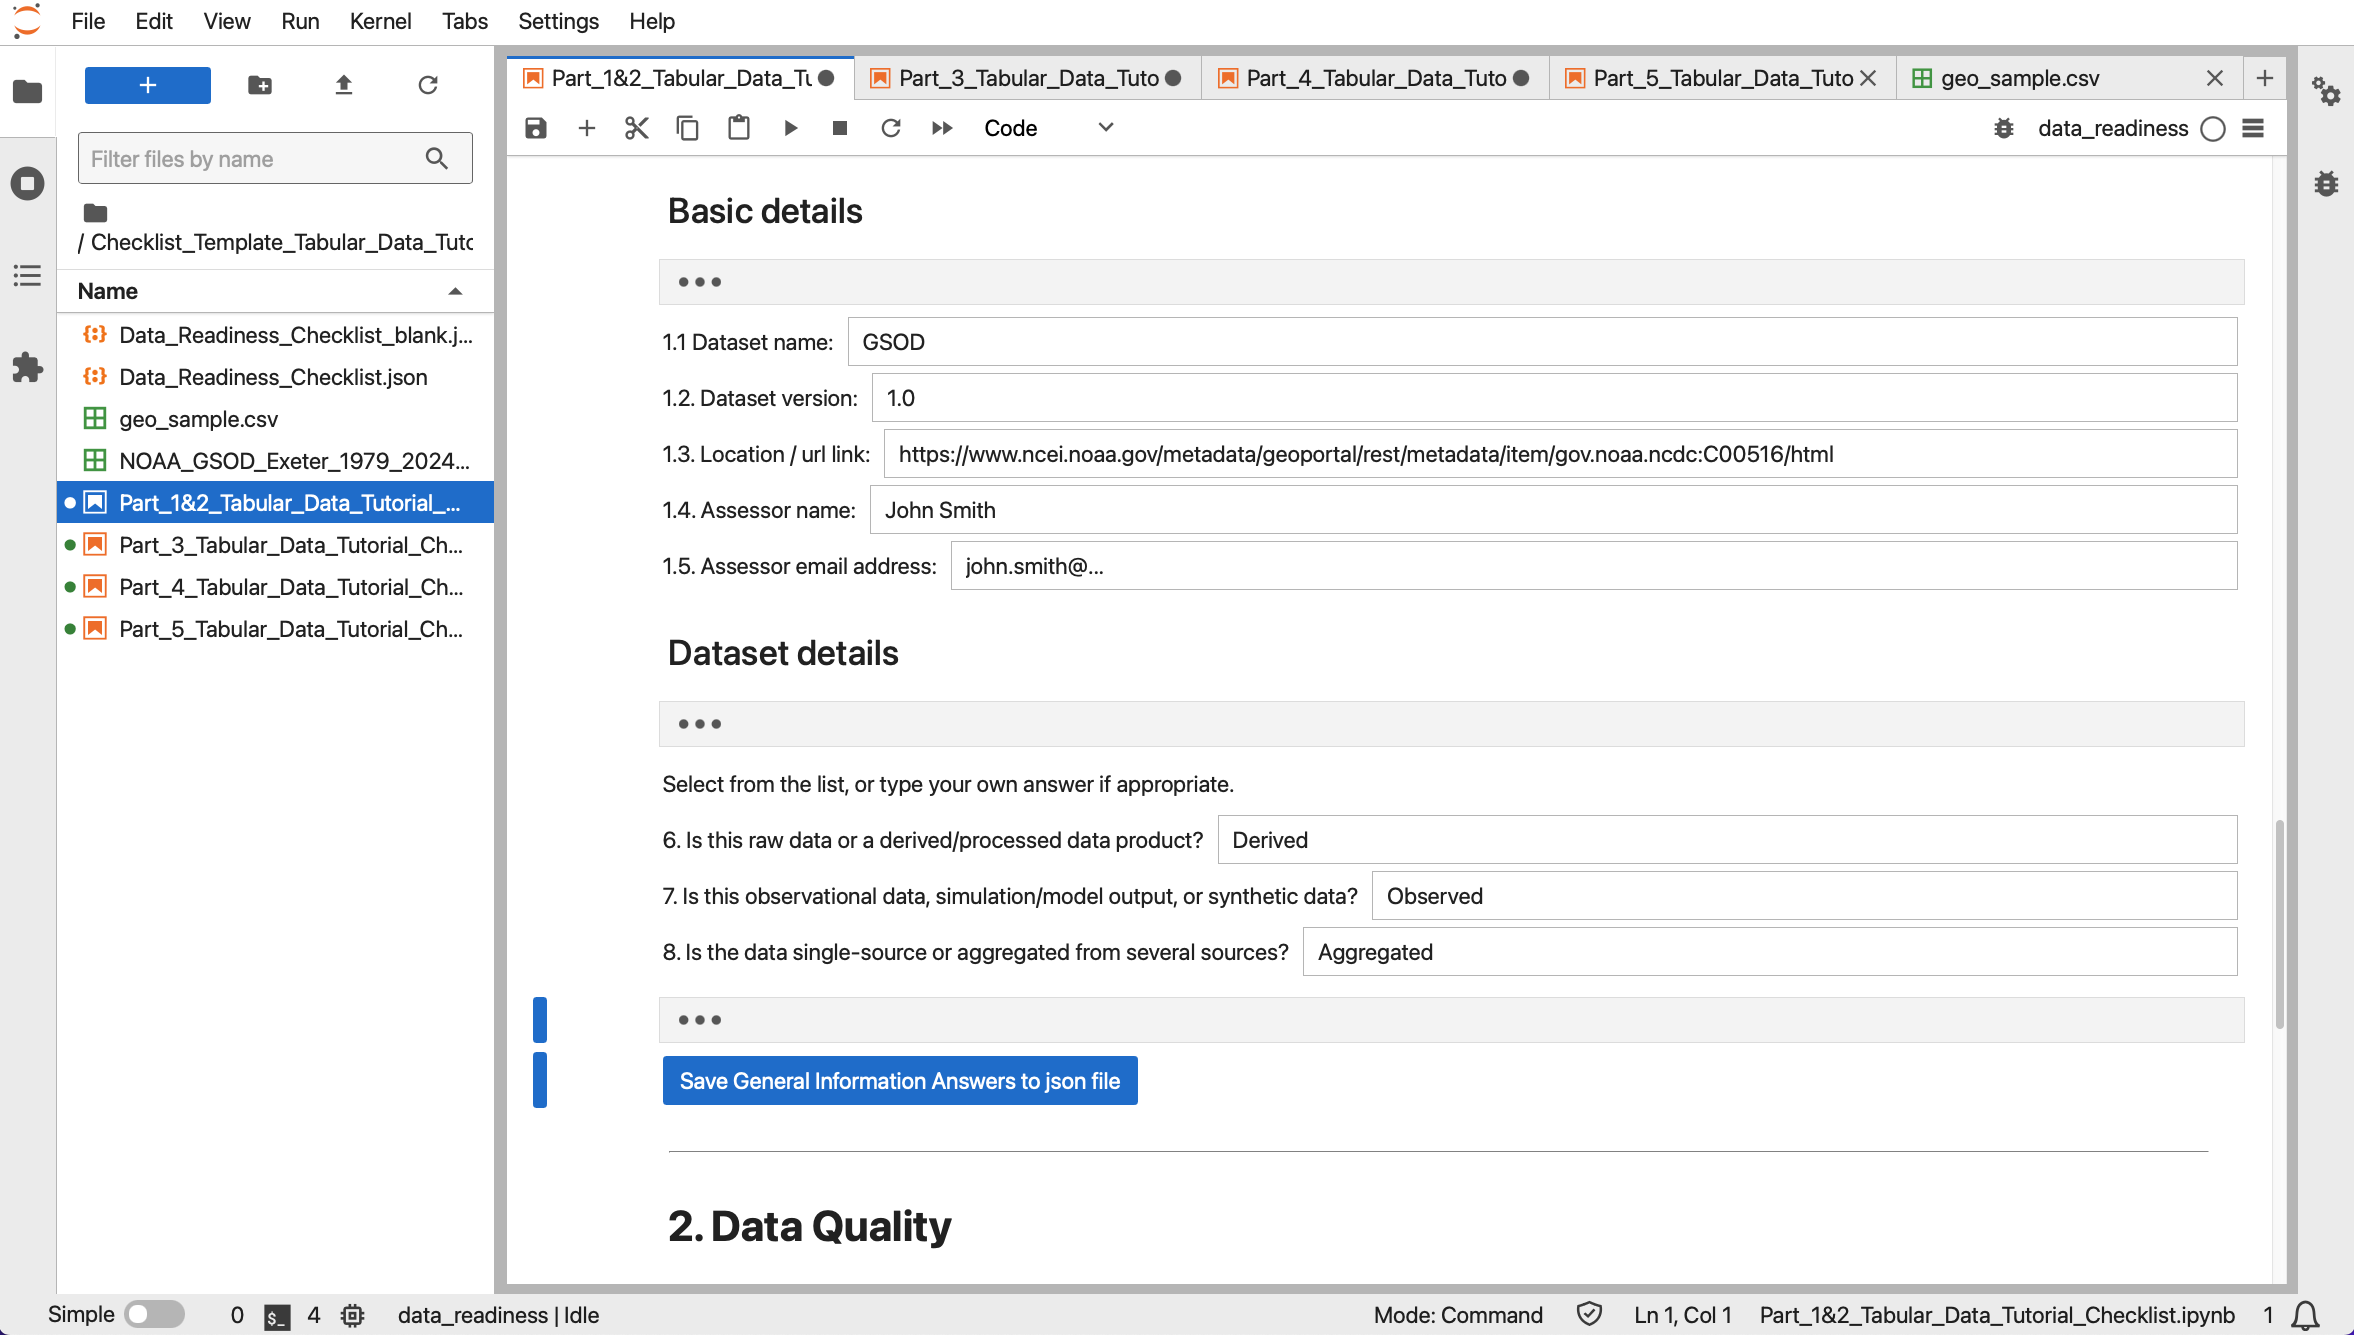 File Edit View Run Kernel Tabs Settings Help
Filter files by name
/ Checklist_Template_Tabular_Data_Tuto
Name
Data_Readiness_Checklist_blank.j...
Data_Readiness_Checklist.json
geo_sample.csv
NOAA_GSOD_Exeter_1979_2024...
Part_1&2_Tabular_Data_Tutorial_...
Part_3_Tabular_Data_Tutorial_Ch...
Part_4_Tabular_Data_Tutorial_Ch...
Part_5_Tabular_Data_Tutorial_Ch...
Part_1&2_Tabular_Data_Tu Part_3_Tabular_Data_Tuto Part_4_Tabular_Data_Tuto Part_5_Tabular_Data_Tuto geo_sample.csv
Code data_readiness
Basic details
1.1 Dataset name: GSOD
1.2. Dataset version: 1.0
1.3. Location / url link: https://www.ncei.noaa.gov/metadata/geoportal/rest/metadata/item/gov.noaa.ncdc:C00516/html
1.4. Assessor name: John Smith
1.5. Assessor email address: john.smith@...
Dataset details
Select from the list, or type your own answer if appropriate.
6. Is this raw data or a derived/processed data product? Derived
7. Is this observational data, simulation/model output, or synthetic data? Observed
8. Is the data single-source or aggregated from several sources? Aggregated
Save General Information Answers to json file
2. Data Quality
Simple 0 $_ 4 data_readiness | Idle Mode: Command Ln 1, Col 1 Part_1&2_Tabular_Data_Tutorial_Checklist.ipynb 1